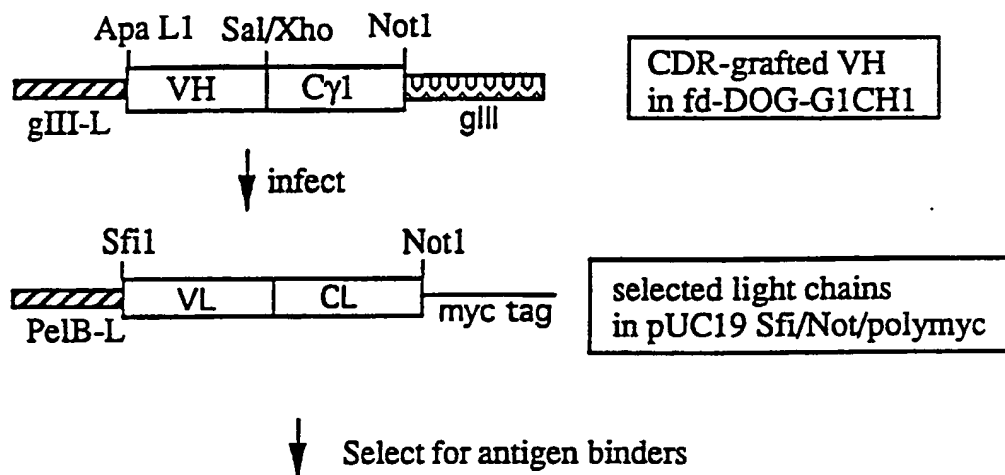 Apa L1 Sal/Xho Not1
VH Cγ1
gIII-L gIII
CDR-grafted VH
in fd-DOG-G1CH1
infect
Sfi1 Not1
VL CL
PelB-L myc tag
selected light chains
in pUC19 Sfi/Not/polymyc
Select for antigen binders